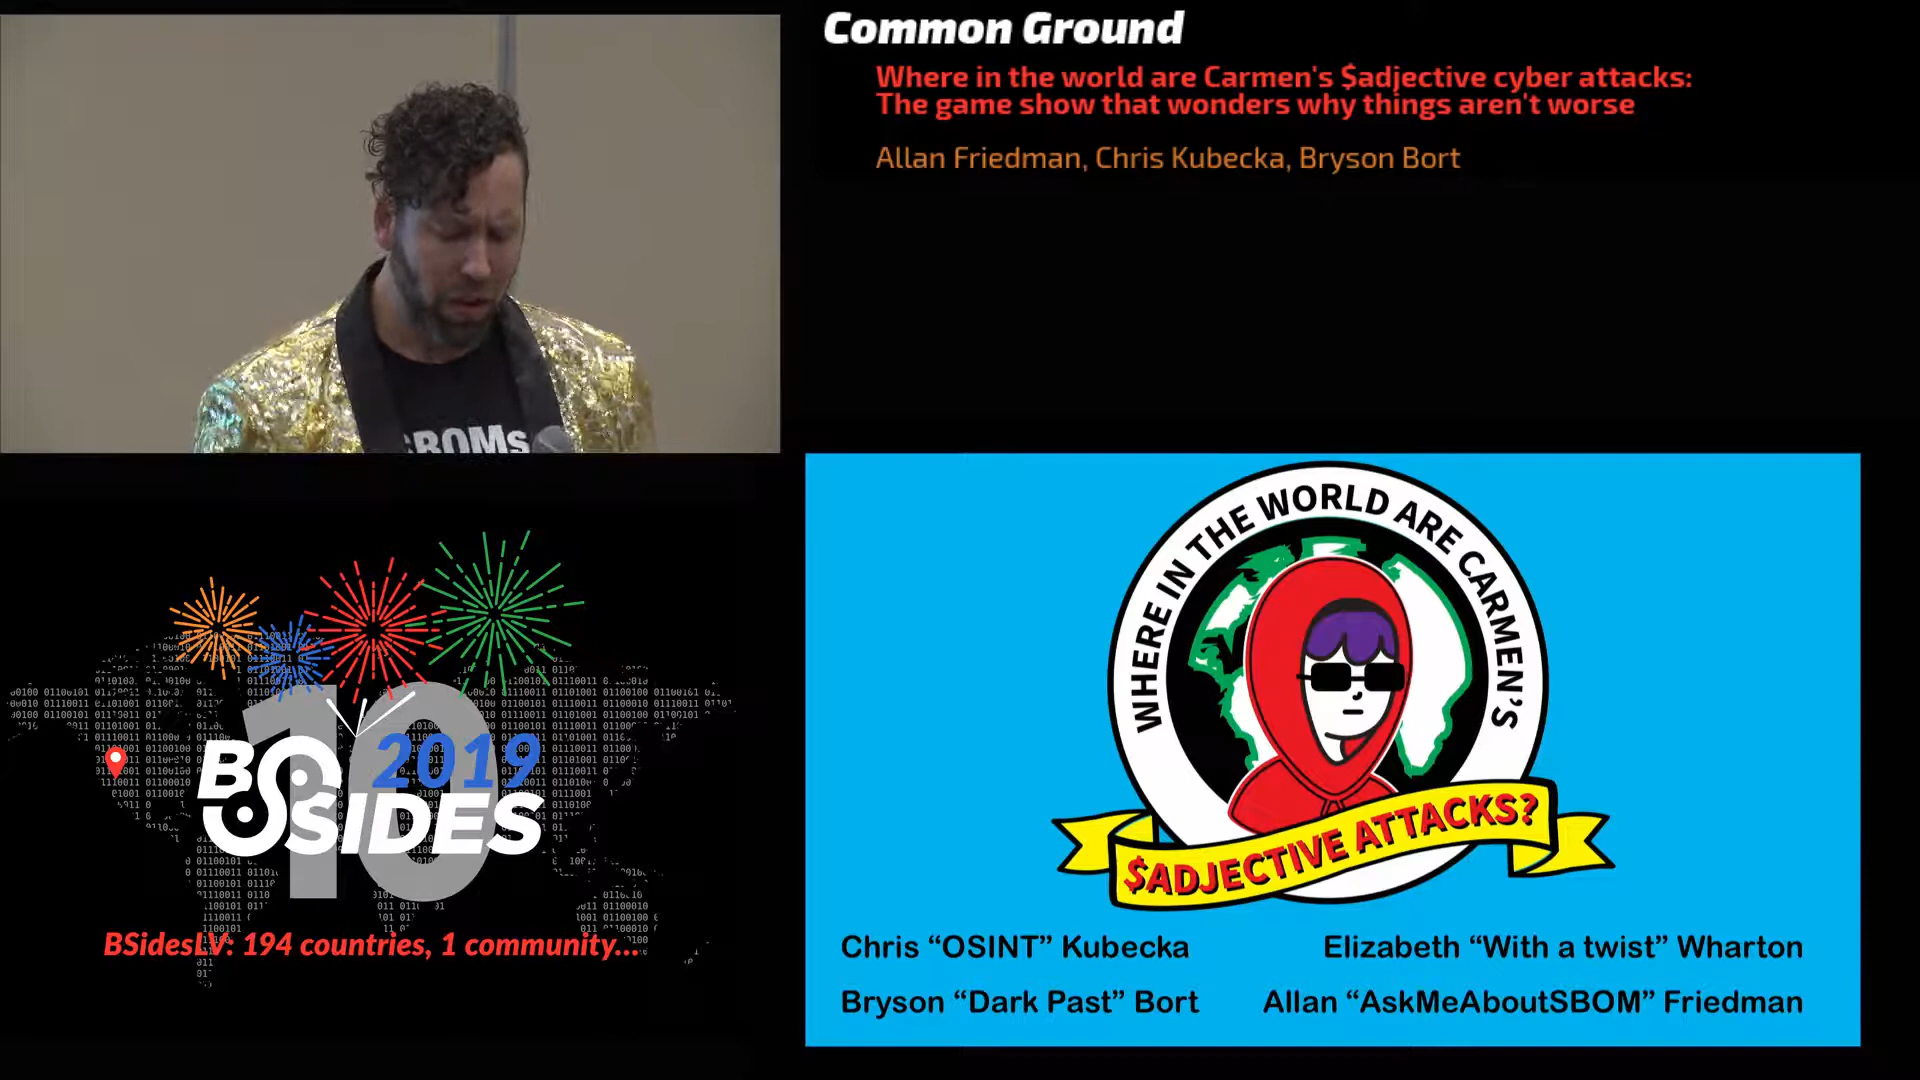 Common Ground
Where in the world are Carmen's $adjective cyber attacks:
The game show that wonders why things aren't worse
Allan Friedman, Chris Kubecka, Bryson Bort
SBOMs
WHERE IN THE WORLD ARE CARMEN'S
$ADJECTIVE ATTACKS?
Chris “OSINT” Kubecka
Elizabeth “With a twist” Wharton
Bryson “Dark Past” Bort
Allan “AskMeAboutSBOM” Friedman
10
2019
BSIDES
BSidesLV: 194 countries, 1 community...